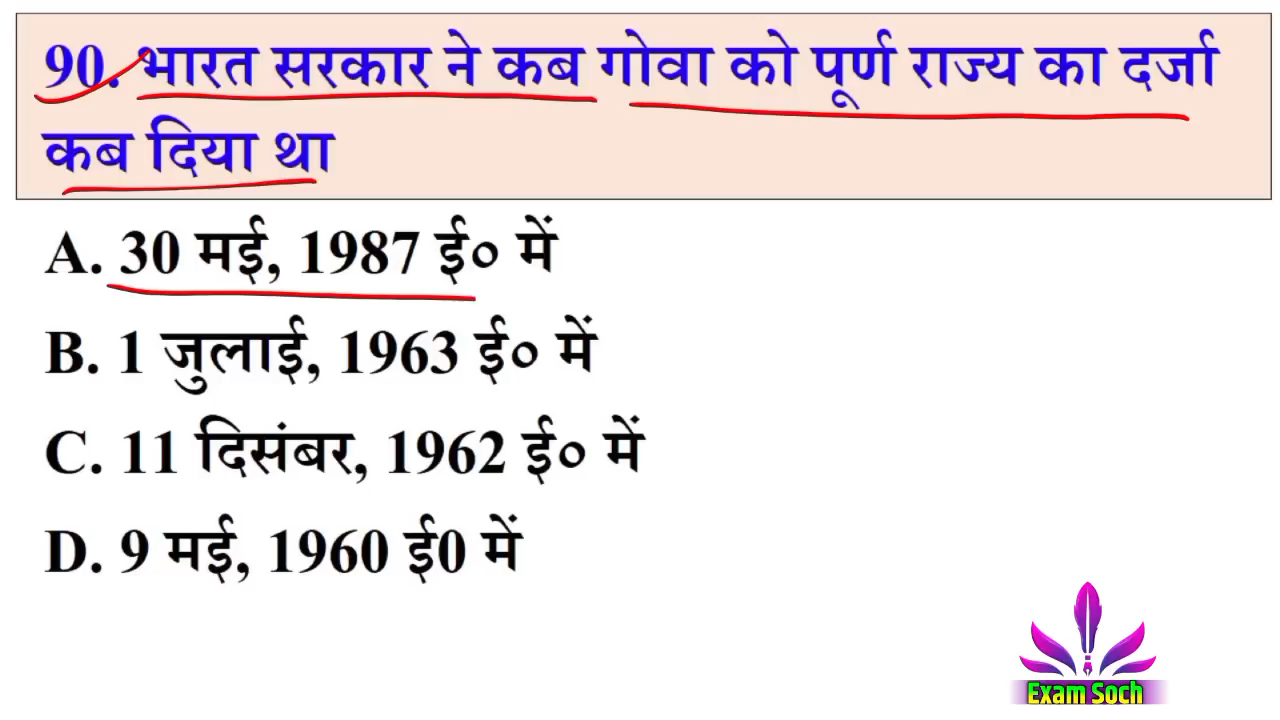 90. भारत सरकार ने कब गोवा को पूर्ण राज्य का दर्जा
कब दिया था
A. 30 मई, 1987 ई० में
B. 1 जुलाई, 1963 ई० में
C. 11 दिसंबर, 1962 ई० में
D. 9 मई, 1960 ई0 में
Exam Soch